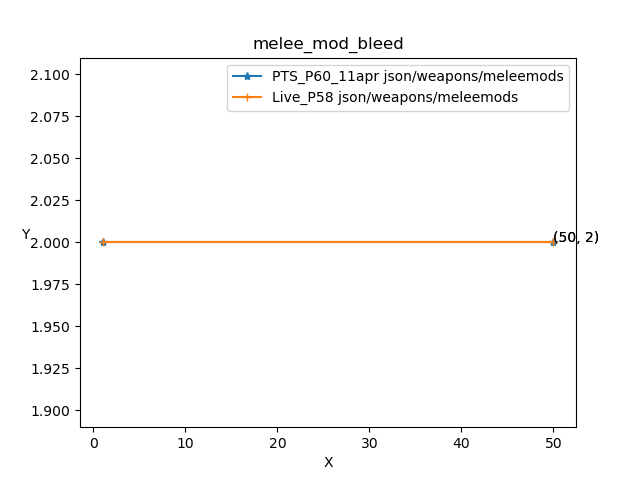 melee_mod_bleed
PTS_P60_11apr json/weapons/meleemods
Live_P58 json/weapons/meleemods
2.100
2.075
2.050
2.025
2.000
1.975
1.950
1.925
1.900
Y
(50, 2)
0 10 20 30 40 50
X